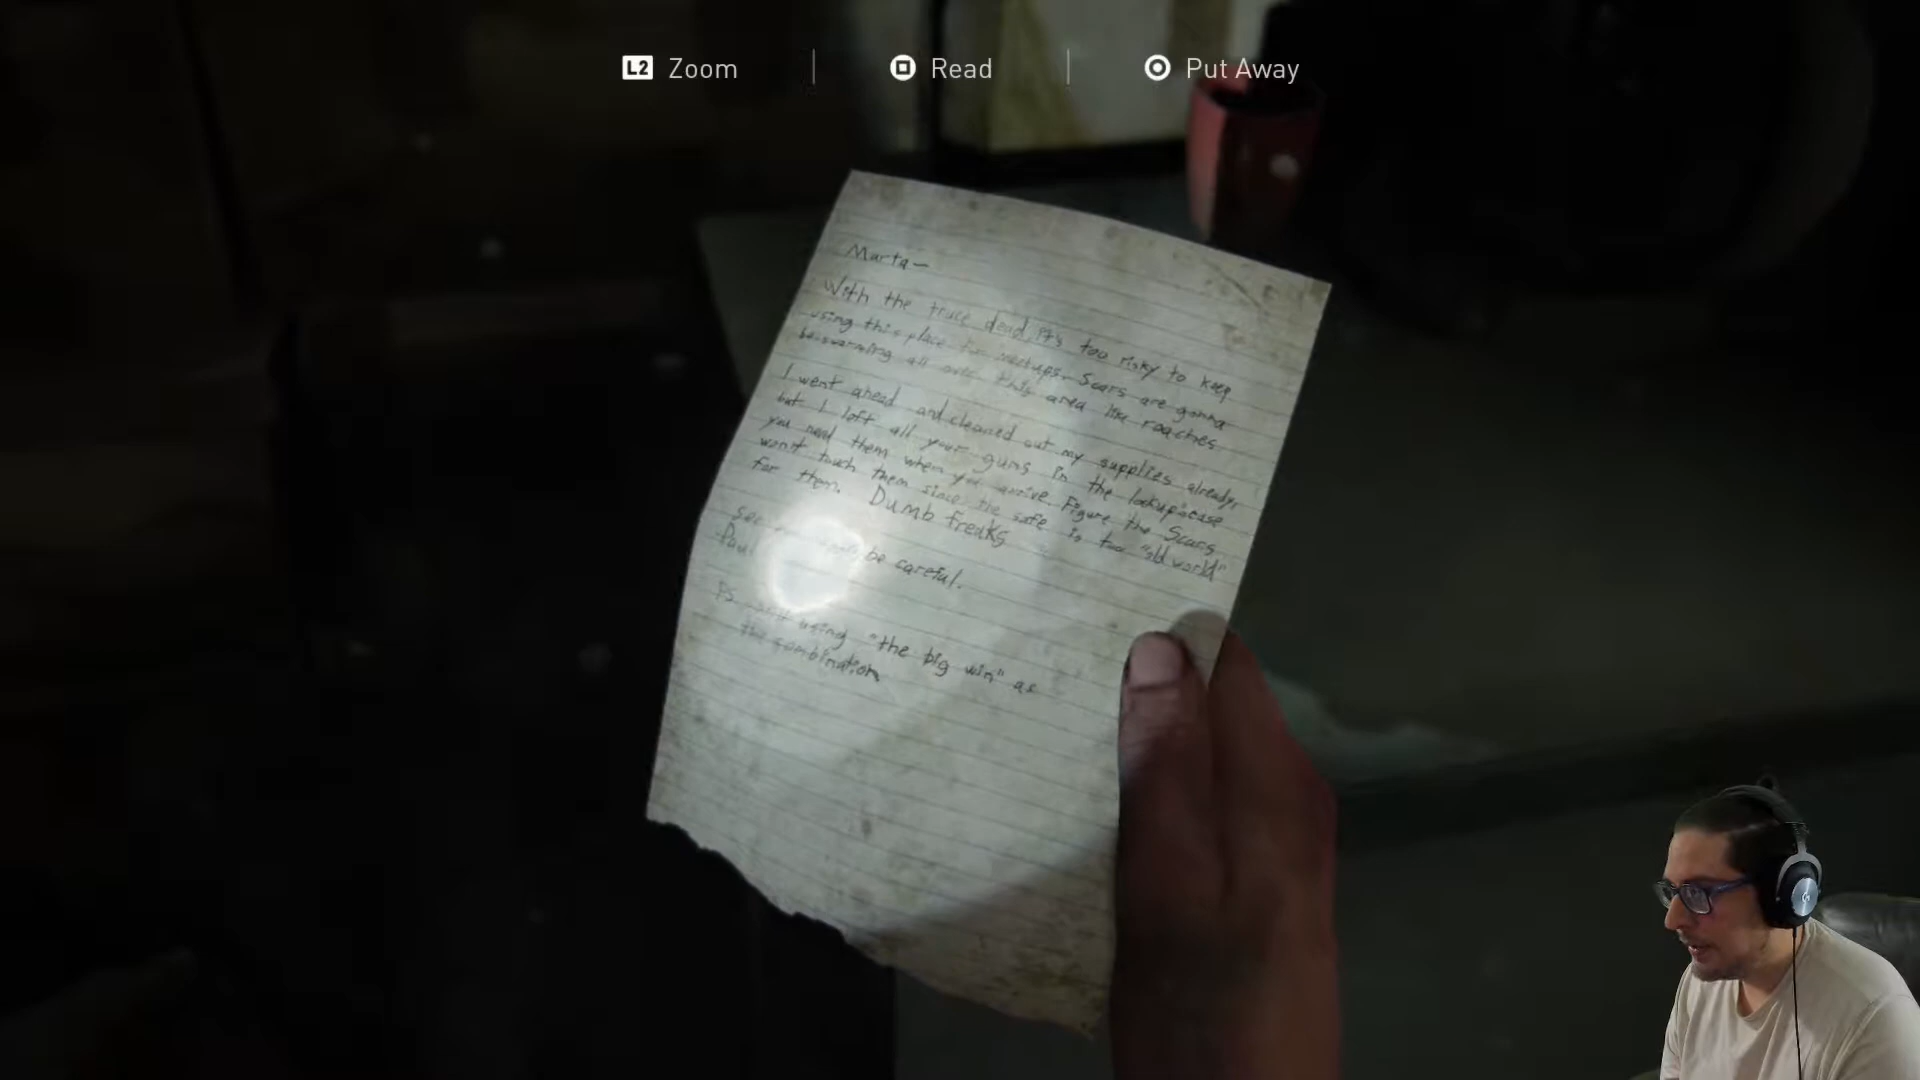 L2 Zoom | Read | Put Away
Marta—
With the truce dead, it's too risky to keep
using this place for meetups. Scars are gonna
be swarming all over this area like roaches.
I went ahead and cleaned out my supplies already,
but I left all your guns in the lockup in case
you need them when you arrive. Figure the Scars
won't touch them since the safe is too "old world"
for them. Dumb freaks
See be careful.
Paul
PS using "the big win" as
the combination